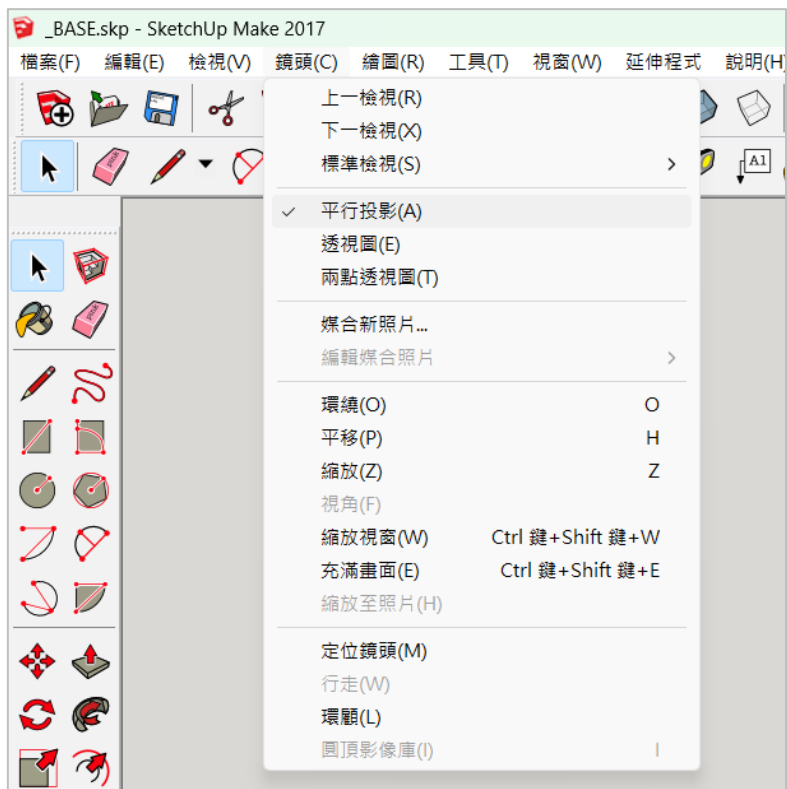 _BASE.skp - SketchUp Make 2017
檔案(F) 編輯(E) 檢視(V) 鏡頭(C) 繪圖(R) 工具(T) 視窗(W) 延伸程式 說明(H)
上一檢視(R)
下一檢視(X)
標準檢視(S)
A1
平行投影(A)
透視圖(E)
兩點透視圖(T)
媒合新照片...
編輯媒合照片
環繞(O) O
平移(P) H
縮放(Z) Z
視角(F)
縮放視窗(W) Ctrl 鍵+Shift 鍵+W
充滿畫面(E) Ctrl 鍵+Shift 鍵+E
縮放至照片(H)
定位鏡頭(M)
行走(W)
環顧(L)
圓頂影像庫(I) I